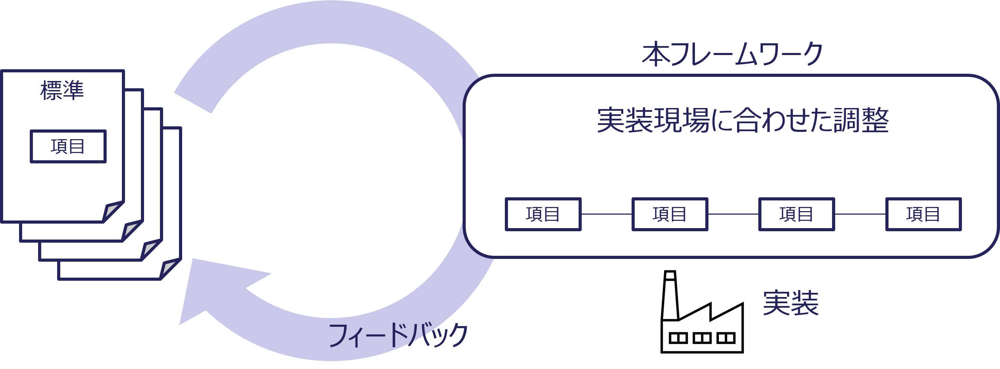 標準
項目
本フレームワーク
実装現場に合わせた調整
項目
項目
項目
項目
実装
フィードバック